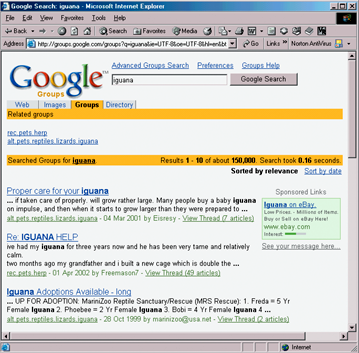 Google Search: iguana - Microsoft Internet Explorer
File Edit View Favorites Tools Help
Back Search Favorites Media
Address http://groups.google.com/groups?q=iguana&ie=UTF-8&oe=UTF-8&hl=en&bt Go Links » Norton AntiVirus
Google™
Groups
Advanced Groups Search Preferences Groups Help
iguana Google Search
Web Images Groups Directory
Related groups
rec.pets.herp
alt.pets.reptiles.lizards.iguana
Searched Groups for iguana Results 1 - 10 of about 150,000. Search took 0.16 seconds.
Sorted by relevance Sort by date
Proper care for your iguana
... if taken care of properly. will grow rather large. Many people buy a baby iguana
on impulse, and then when it starts to grow larger than they were prepared to ...
alt.pets.reptiles.lizards.iguana - 04 Mar 2001 by Eisresy - View Thread (7 articles)
Re: IGUANA HELP
ive had my iguana for three years now and he has been very tame and relatively
calm.
two months ago my grandfather and i built a new cage which is double the ...
rec.pets.herp - 01 Apr 2002 by Freemason7 - View Thread (49 articles)
Iguana Adoptions Available - long
... UP FOR ADOPTION: MariniZoo Reptile Sanctuary/Rescue (MRS Rescue): 1. Freda = 5 Yr
Female Iguana 2. Phoebee = 2 Yr Female Iguana 3. Bobi = 4 Yr Female Iguana 4 ...
alt.pets.reptiles.lizards.iguana - 28 Oct 1999 by marinizoo@usa.net - View Thread (2 articles)
Sponsored Links
Iguana on eBay.
Low Prices. - Millions of Items.
Buy or Sell on eBay Here!
www.ebay.com
Interest:
See your message here...
Internet